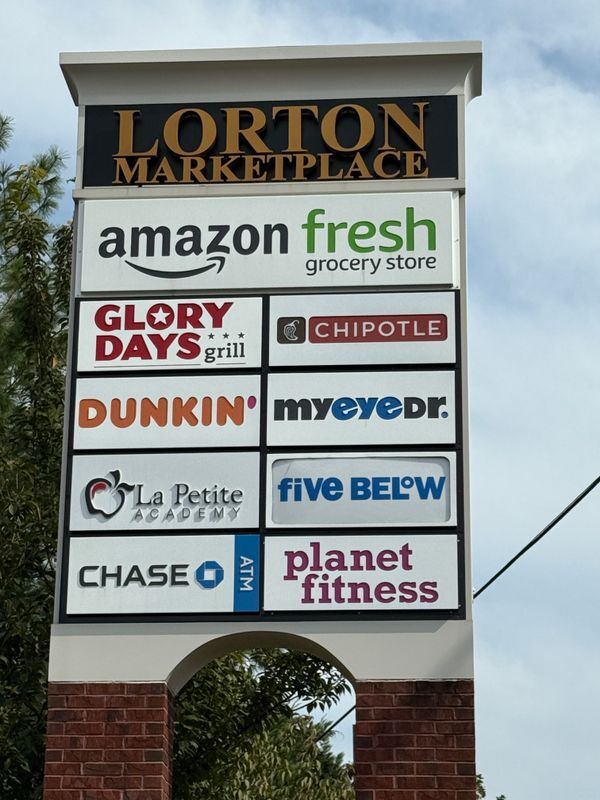 LORTON
MARKETPLACE
amazon fresh
grocery store
GLORY
DAYS grill
CHIPOTLE
DUNKIN'
myeyeDr.
La Petite
ACADEMY
five BELOW
CHASE ATM
planet
fitness